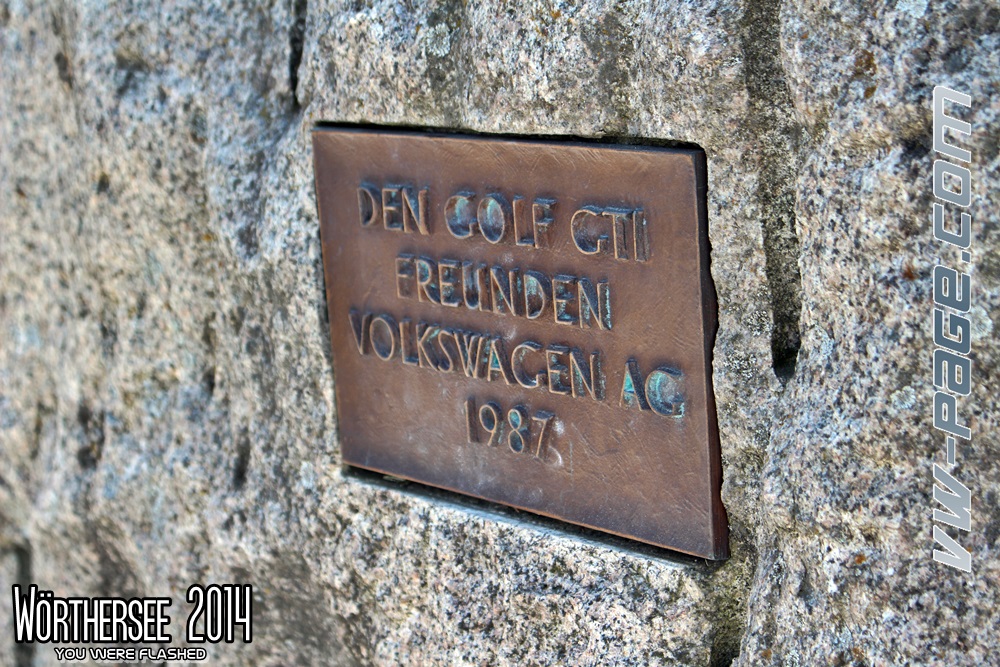 DEN GOLF GTI
FREUNDEN
VOLKSWAGEN AG
1987
vw-page.com
WÖRTHERSEE 2014
YOU WERE FLASHED